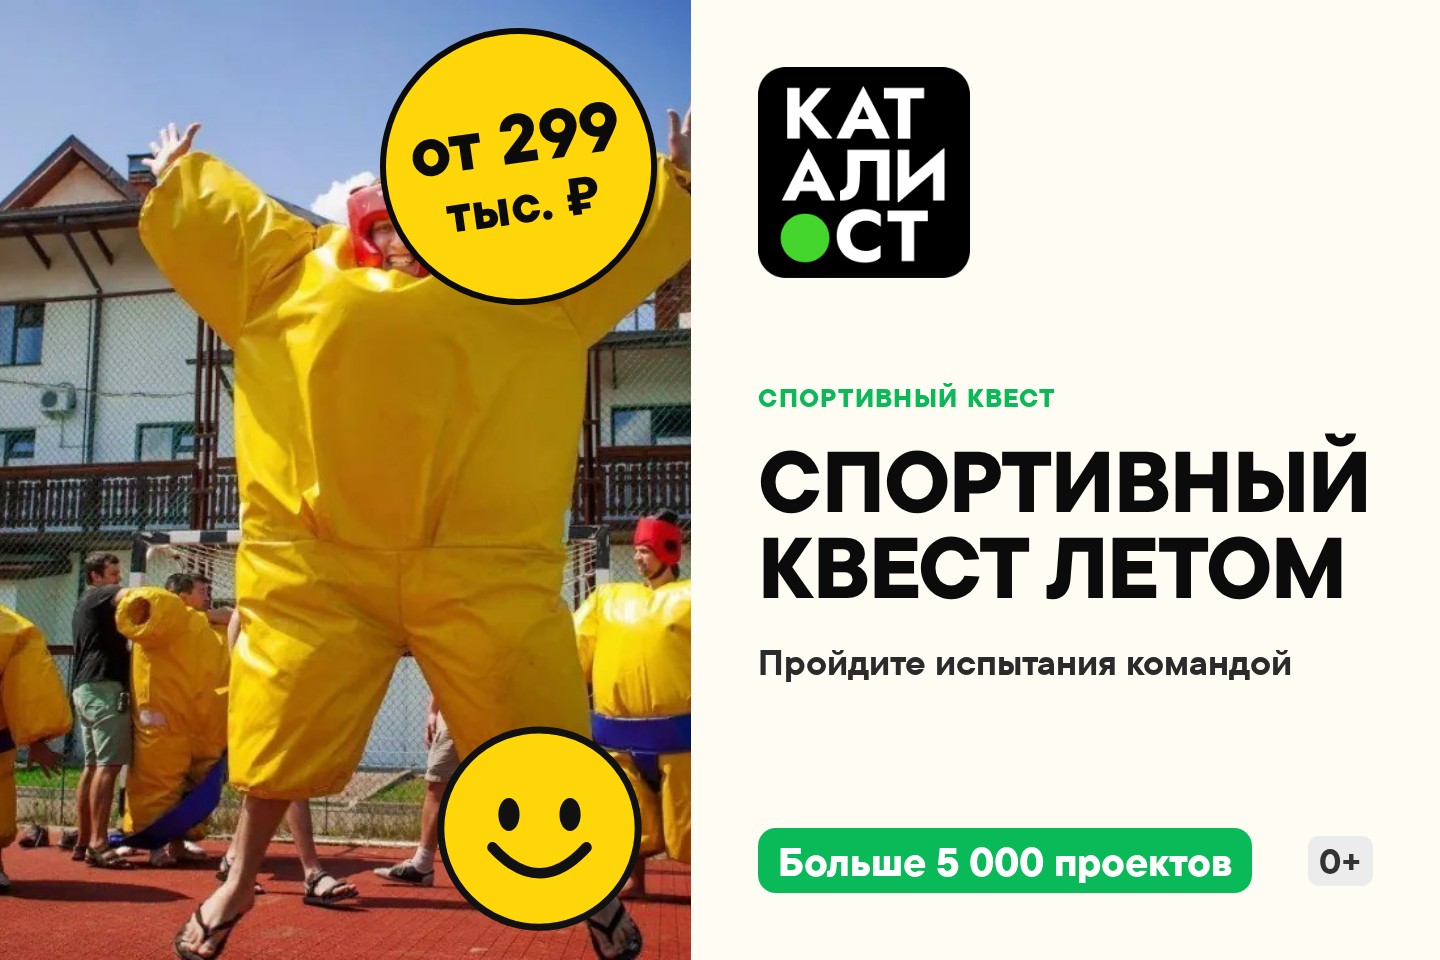 от 299
тыс. ₽
КАТ
АЛИ
СТ
СПОРТИВНЫЙ КВЕСТ
СПОРТИВНЫЙ
КВЕСТ ЛЕТОМ
Пройдите испытания командой
Больше 5 000 проектов
0+